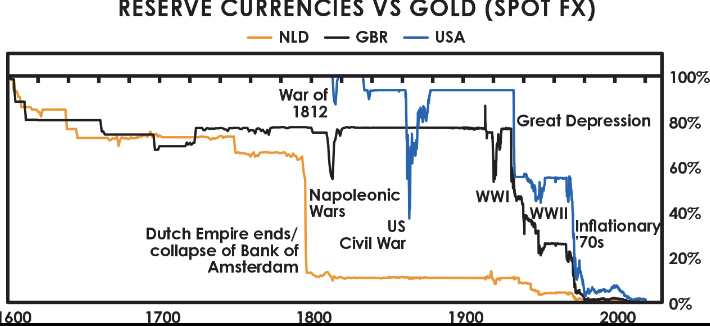 RESERVE CURRENCIES VS GOLD (SPOT FX)
NLD GBR USA
100%
80%
60%
40%
20%
0%
War of
1812
Great Depression
Napoleonic
Wars
WWI
WWII
US
Civil War
Inflationary
'70s
Dutch Empire ends/
collapse of Bank of
Amsterdam
1600 1700 1800 1900 2000